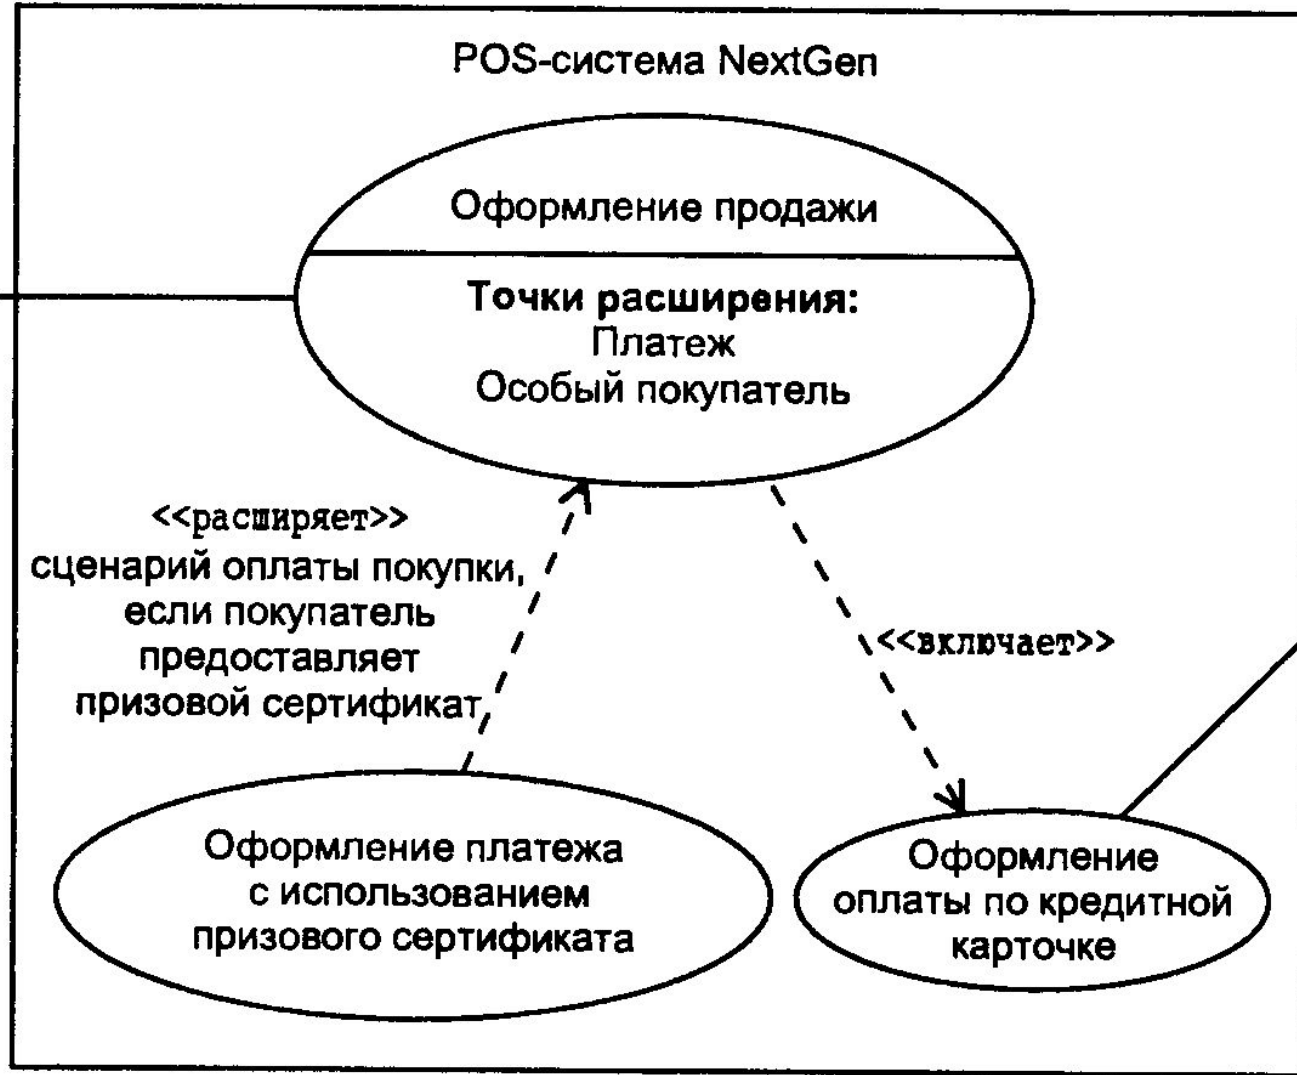 POS-система NextGen
Оформление продажи
Точки расширения:
Платеж
Особый покупатель
<<расширяет>>
сценарий оплаты покупки,
если покупатель
предоставляет
призовой сертификат
<<включает>>
Оформление платежа
с использованием
призового сертификата
Оформление
оплаты по кредитной
карточке